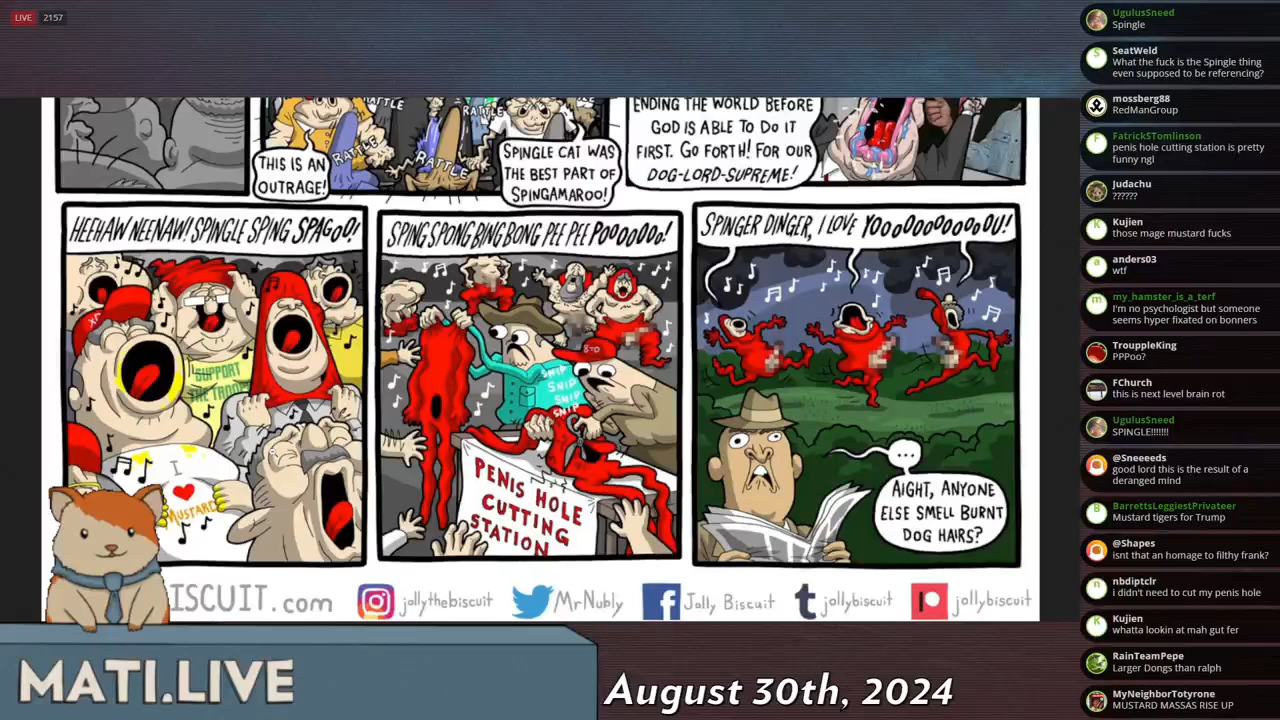 LIVE 2157
RATTLE
RATTLE
THIS IS AN
OUTRAGE!
RATTLE
RATTLE
SPINGLE CAT WAS
THE BEST PART OF
SPINGAMAROO!
ENDING THE WORLD BEFORE
GOD IS ABLE TO DO IT
FIRST. GO FORTH! FOR OUR
DOG-LORD-SUPREME!
HEEHAW NEENAW! SPINGLE SPING SPAGOO!
SUPPORT
THE TROOPS
I
MUSTARD
SPING SPONG BING BONG PEE PEE POOOOOOO!
SNIP
SNIP
SNIP
SNIP
PENIS HOLE
CUTTING
STATION
SPINGER DINGER, I LOVE YOOOOOOOOOOOOU!
...
AIGHT, ANYONE
ELSE SMELL BURNT
DOG HAIRS?
ISCUIT.com
jollythebiscuit
MrNubly
Jolly Biscuit
jollybiscuit
jollybiscuit
MATI.LIVE
August 30th, 2024
UgulusSneed
Spingle
SeatWeld
What the fuck is the Spingle thing
even supposed to be referencing?
mossberg88
RedManGroup
FatrickSTomlinson
penis hole cutting station is pretty
funny ngl
Judachu
??????
Kujien
those mage mustard fucks
anders03
wtf
my_hamster_is_a_terf
I'm no psychologist but someone
seems hyper fixated on bonners
TrouppleKing
PPPoo?
FChurch
this is next level brain rot
UgulusSneed
SPINGLE!!!!!!!
@Sneeeeds
good lord this is the result of a
deranged mind
BarrettsLeggiestPrivateer
Mustard tigers for Trump
@Shapes
isnt that an homage to filthy frank?
nbdiptclr
i didn't need to cut my penis hole
Kujien
whatta lookin at mah gut fer
RainTeamPepe
Larger Dongs than ralph
MyNeighborTotyrone
MUSTARD MASSAS RISE UP